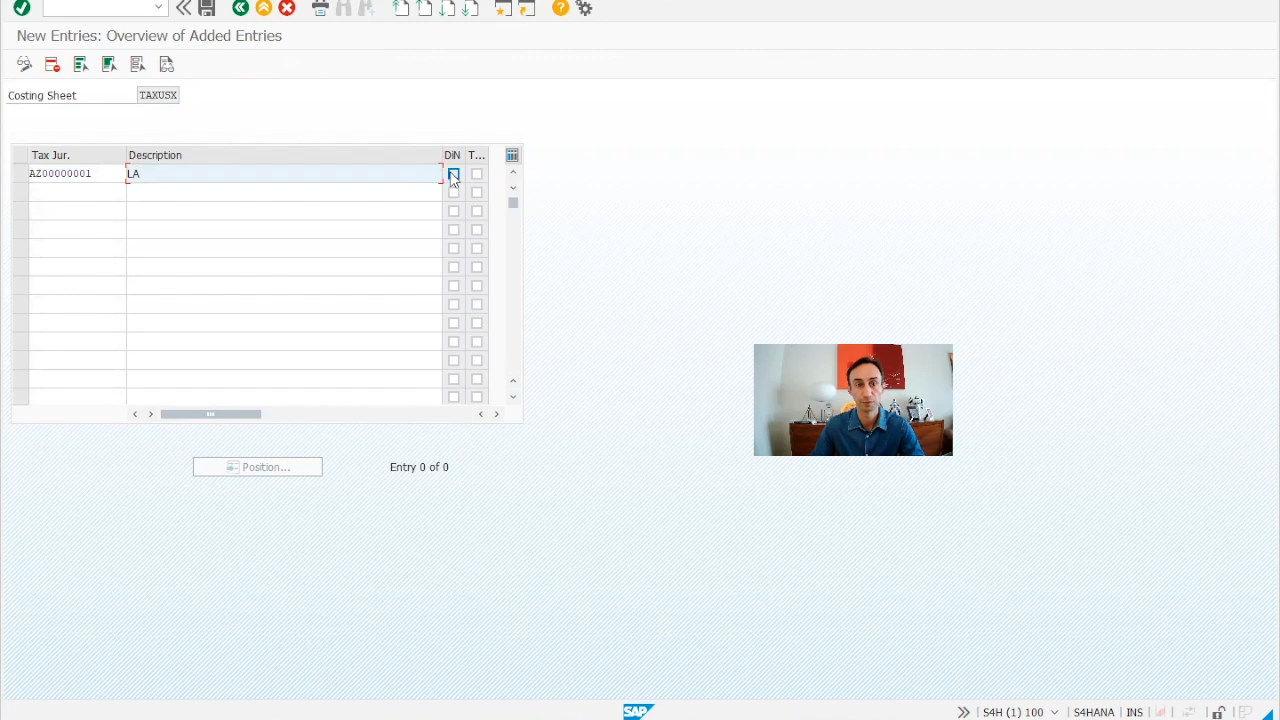 New Entries: Overview of Added Entries
Costing Sheet TAXUSX
Tax Jur. Description DiN T...
AZ00000001 LA
Position... Entry 0 of 0
SAP S4H (1) 100 S4HANA INS